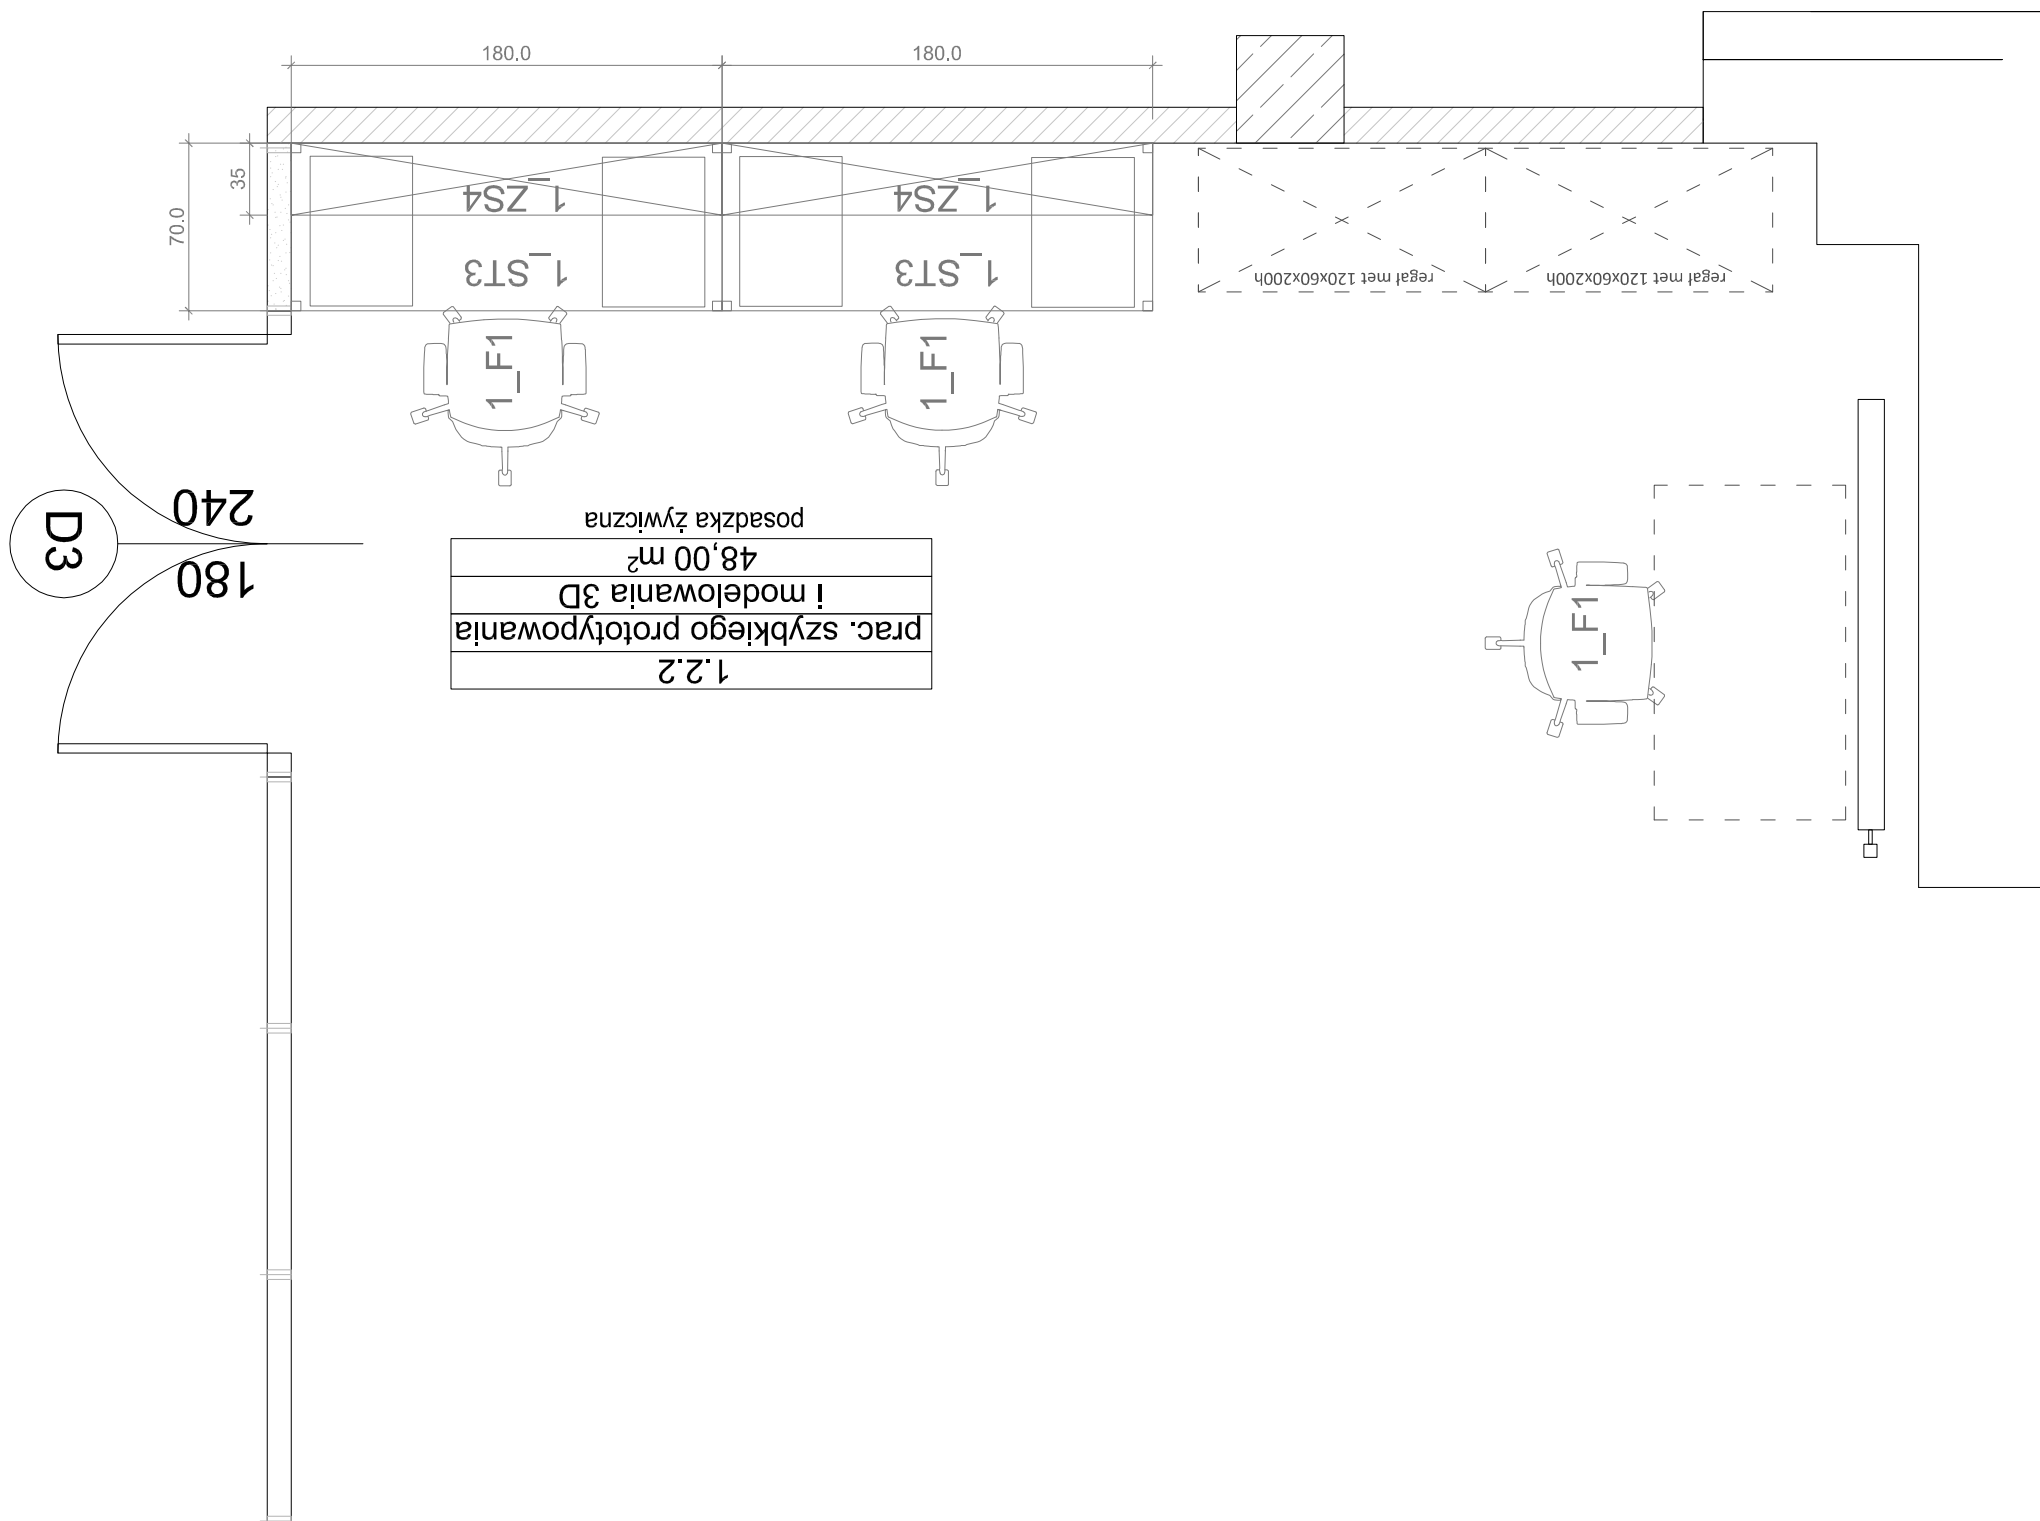 180.0
180.0
35
70.0
1_ZS4
1_ZS4
1_ST3
1_ST3
regał met 120x60x200h
regał met 120x60x200h
1_F1
1_F1
1_F1
D3
180
240
1.2.2
prac. szybkiego prototypowania
i modelowania 3D
48,00 m²
posadzka żywiczna